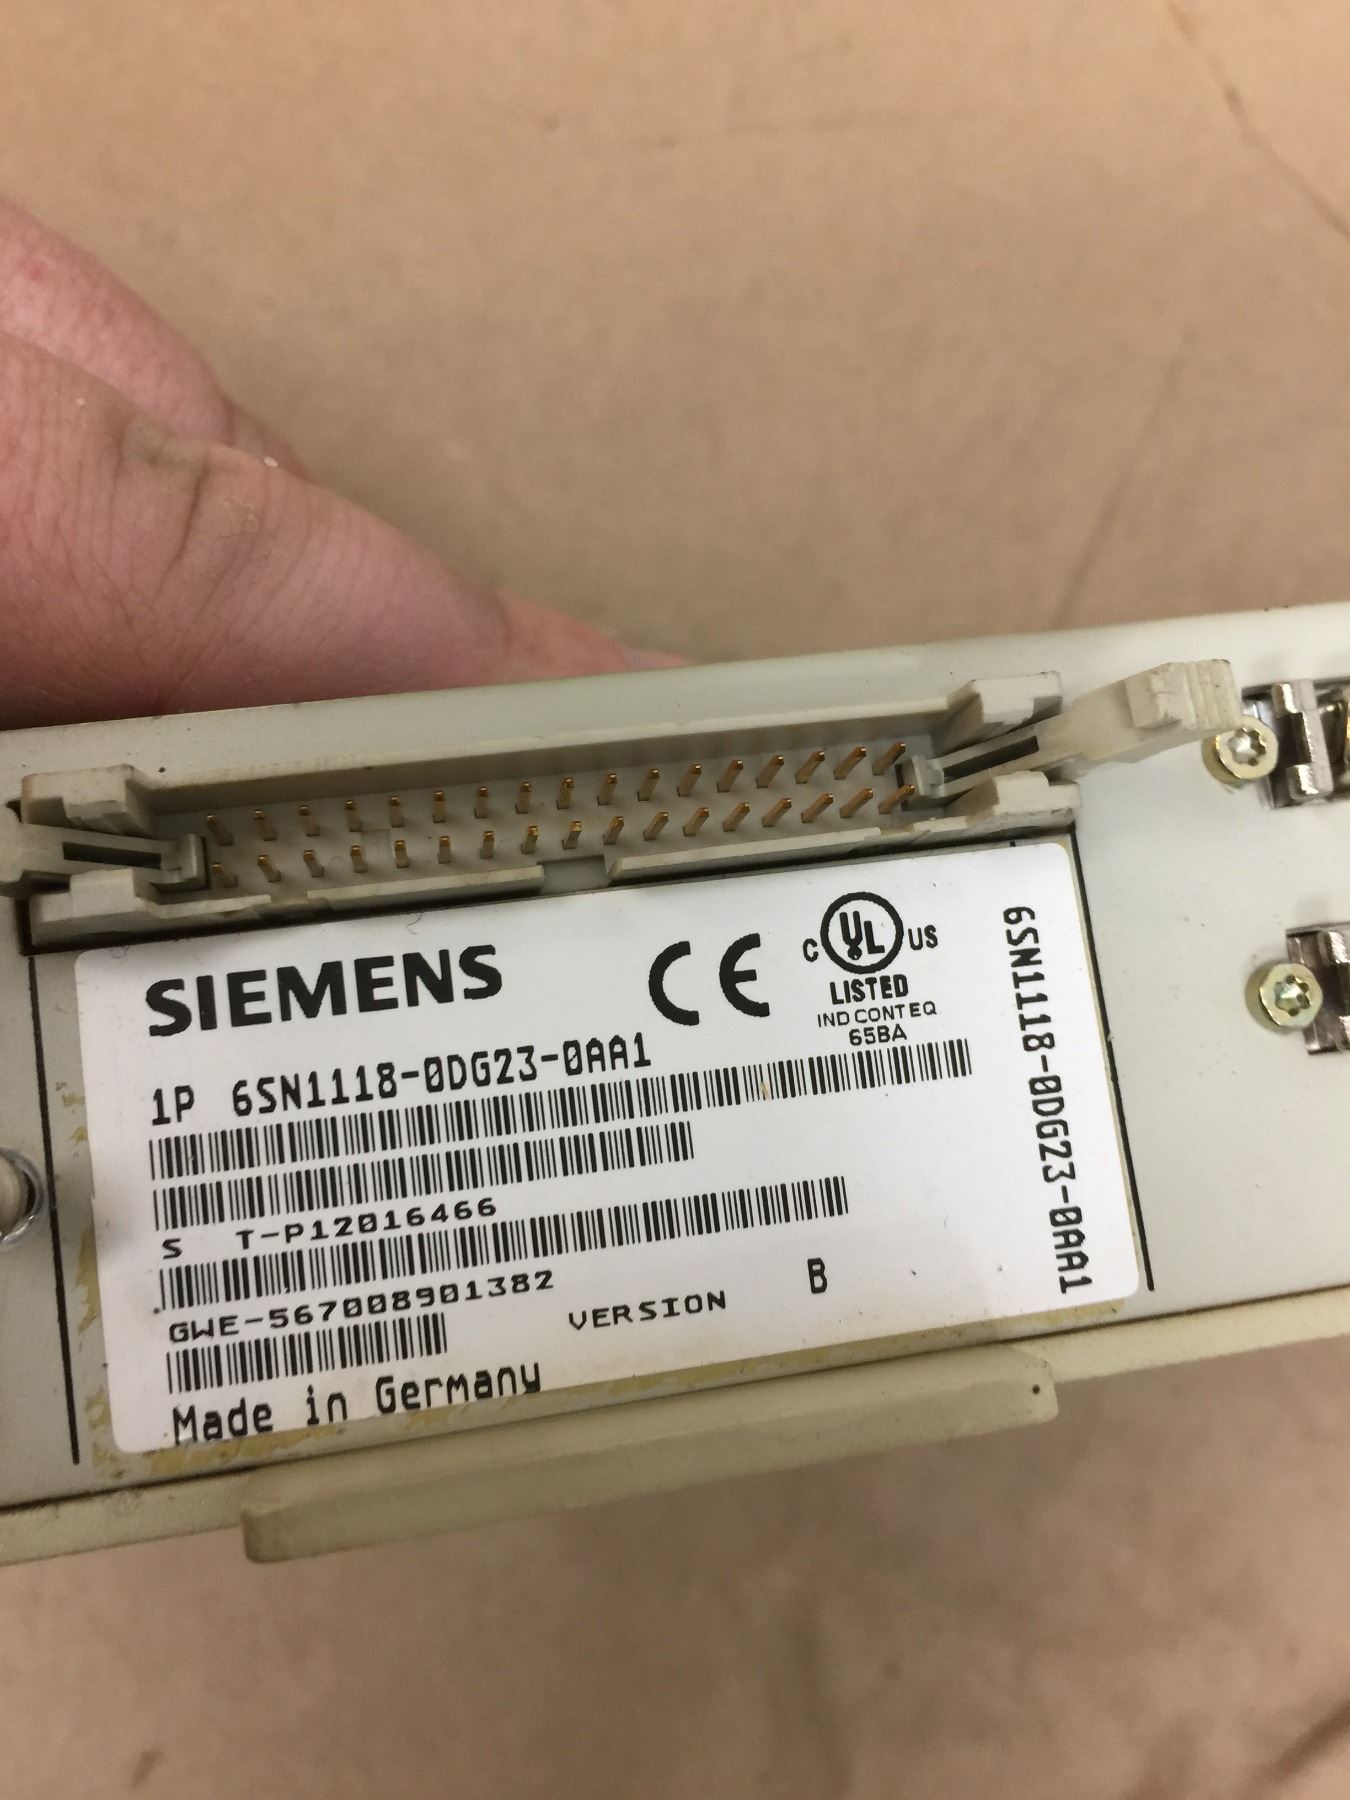 SIEMENS
CE
C UL US
LISTED
IND CONT EQ
65BA
1P 6SN1118-0DG23-0AA1
S T-P12016466
GWE-567008901382
VERSION B
Made in Germany
6SN1118-0DG23-0AA1